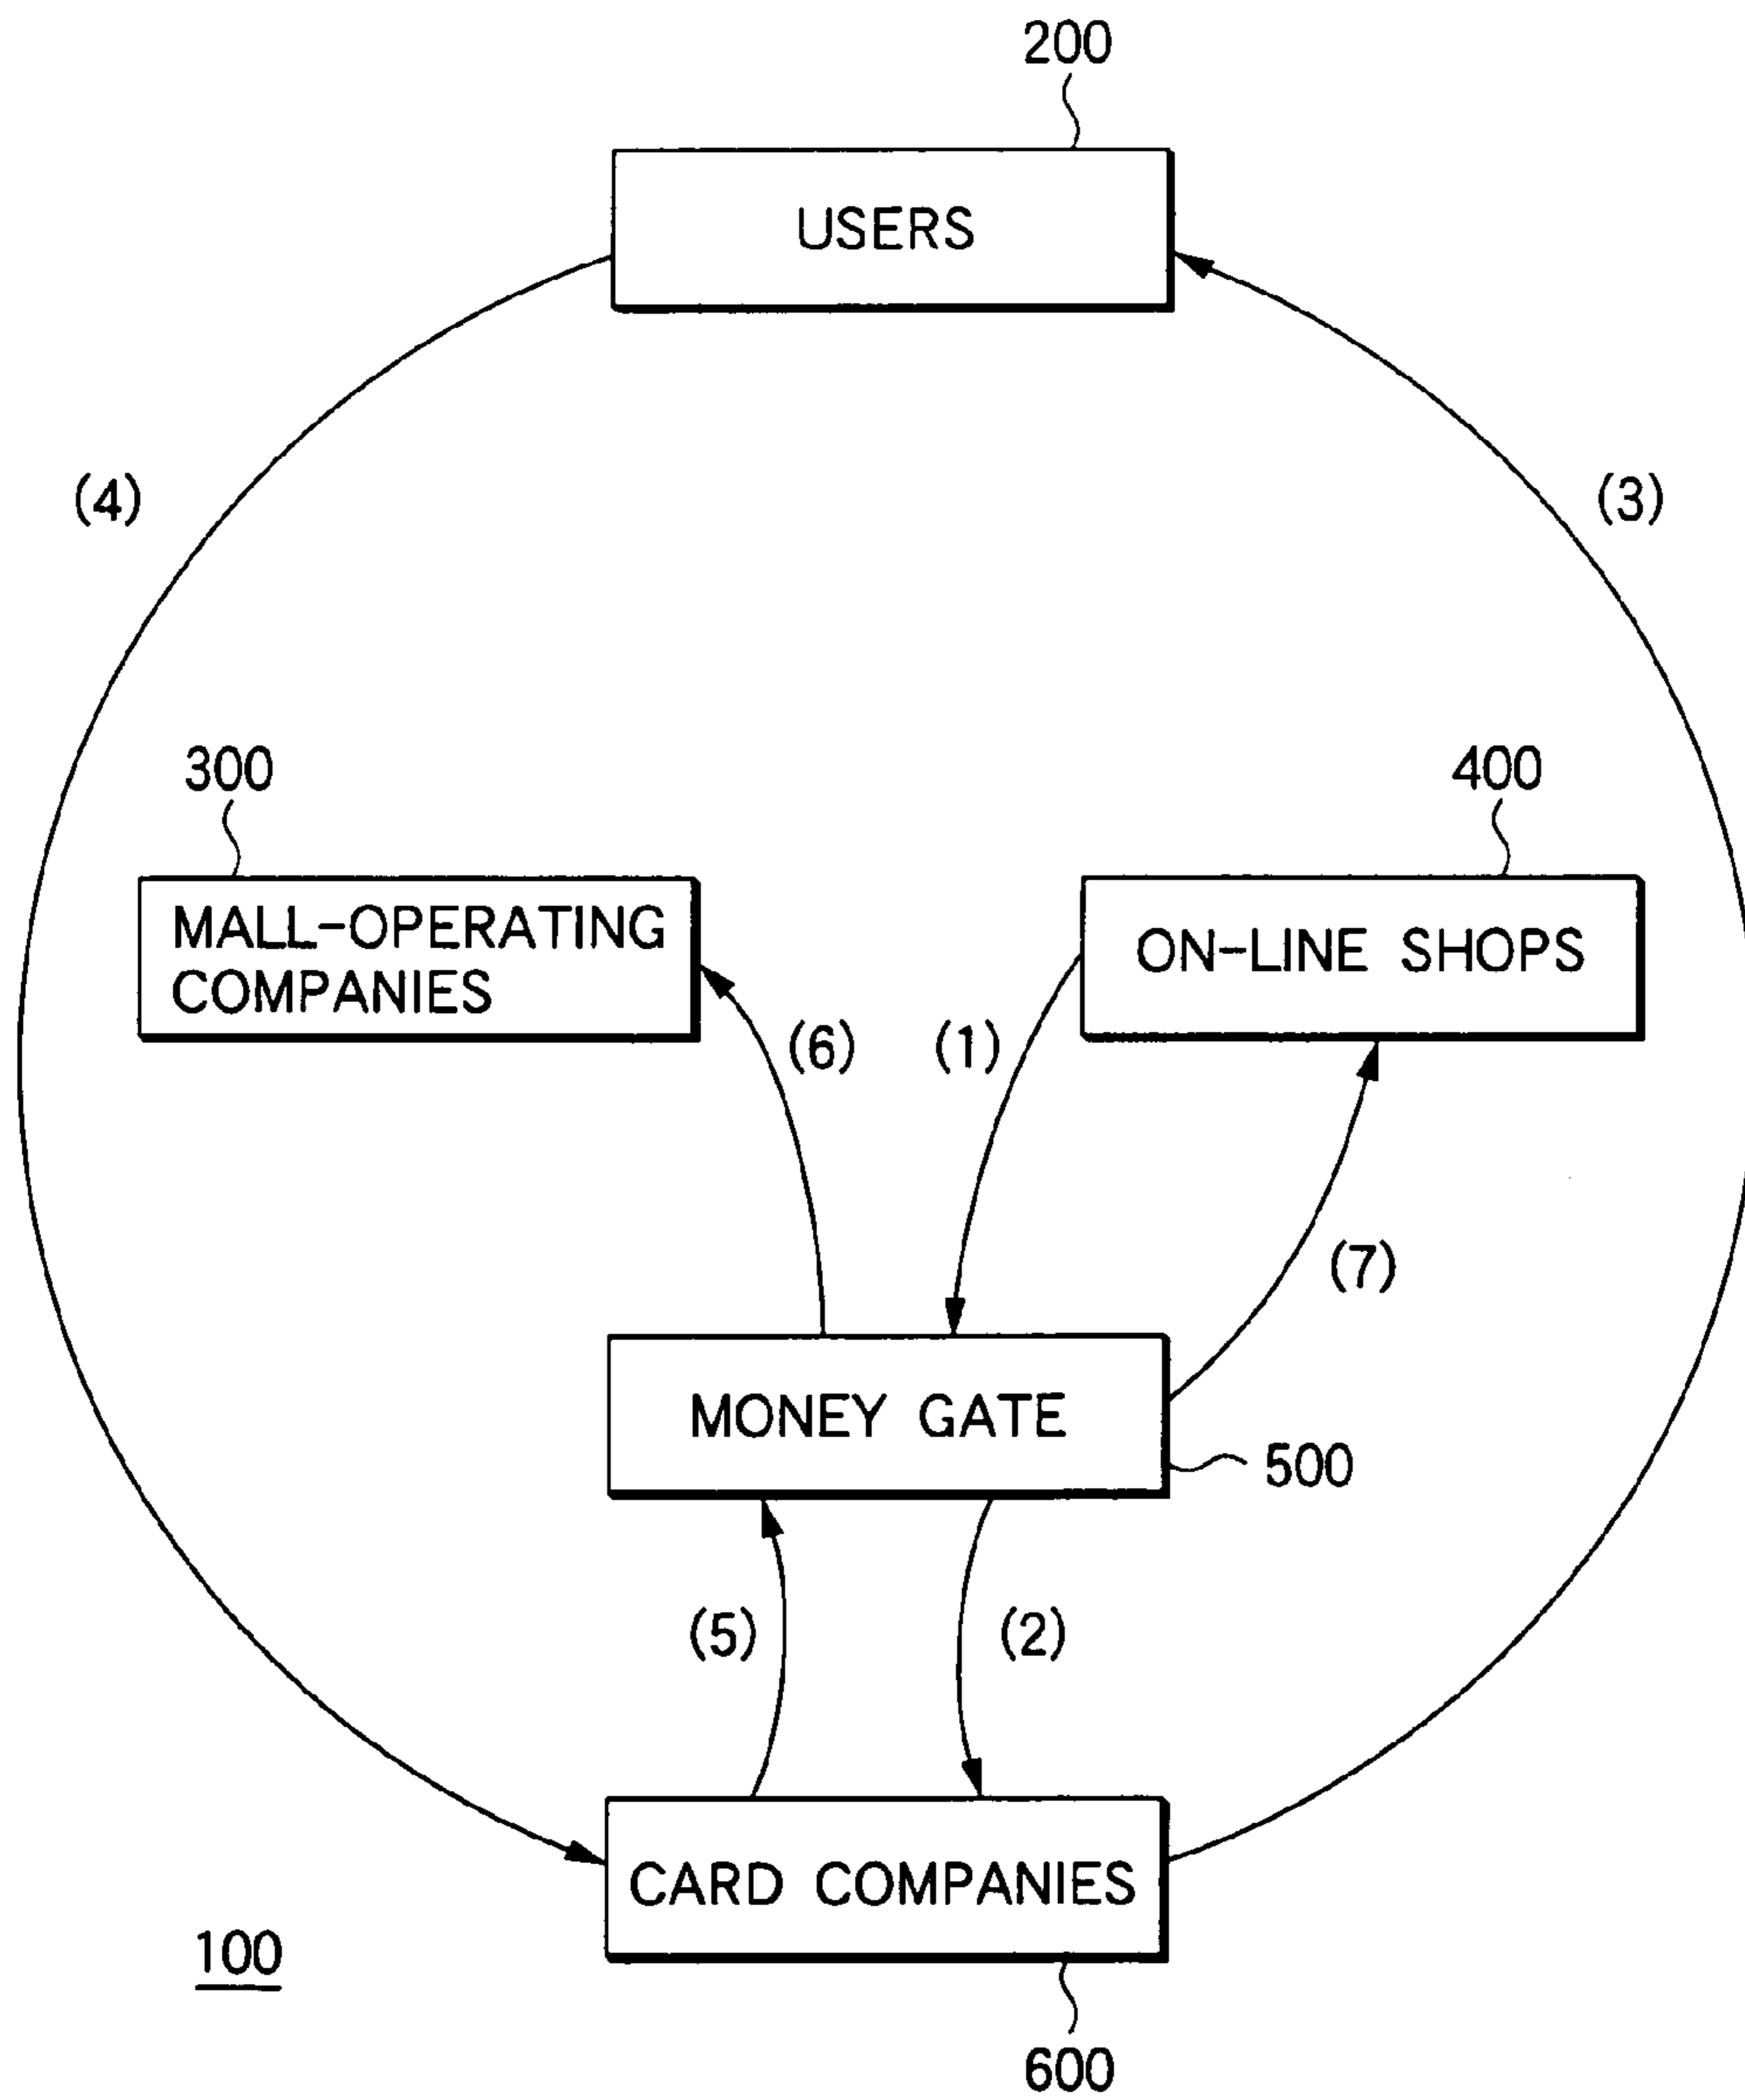 200
USERS
(4)
(3)
300
400
MALL-OPERATING
COMPANIES
ON-LINE SHOPS
(6)
(1)
(7)
MONEY GATE
500
(5)
(2)
CARD COMPANIES
100
600